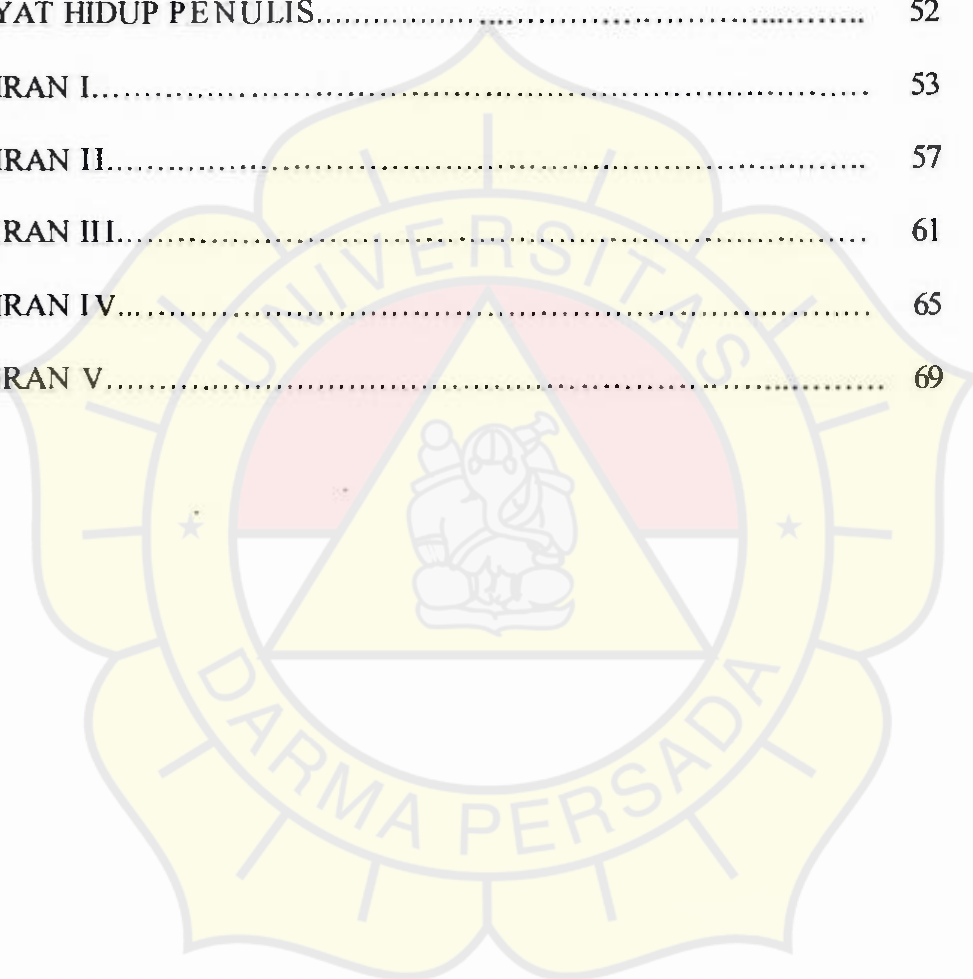 YAT HIDUP PENULIS.......................................................... 52
IRAN I.......................................................................... 53
IRAN II......................................................................... 57
IRAN III........................................................................ 61
IRAN IV........................................................................ 65
IRAN V......................................................................... 69
UNIVERSITAS
DARMA PERSADA